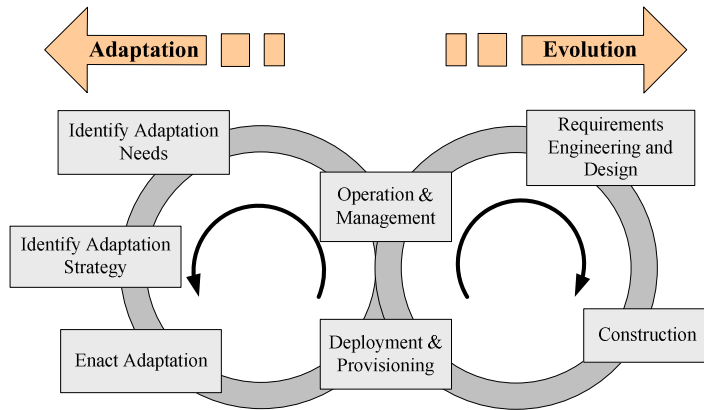 Adaptation
Evolution
Identify Adaptation
Needs
Requirements
Engineering and
Design
Operation &
Management
Identify Adaptation
Strategy
Enact Adaptation
Deployment &
Provisioning
Construction